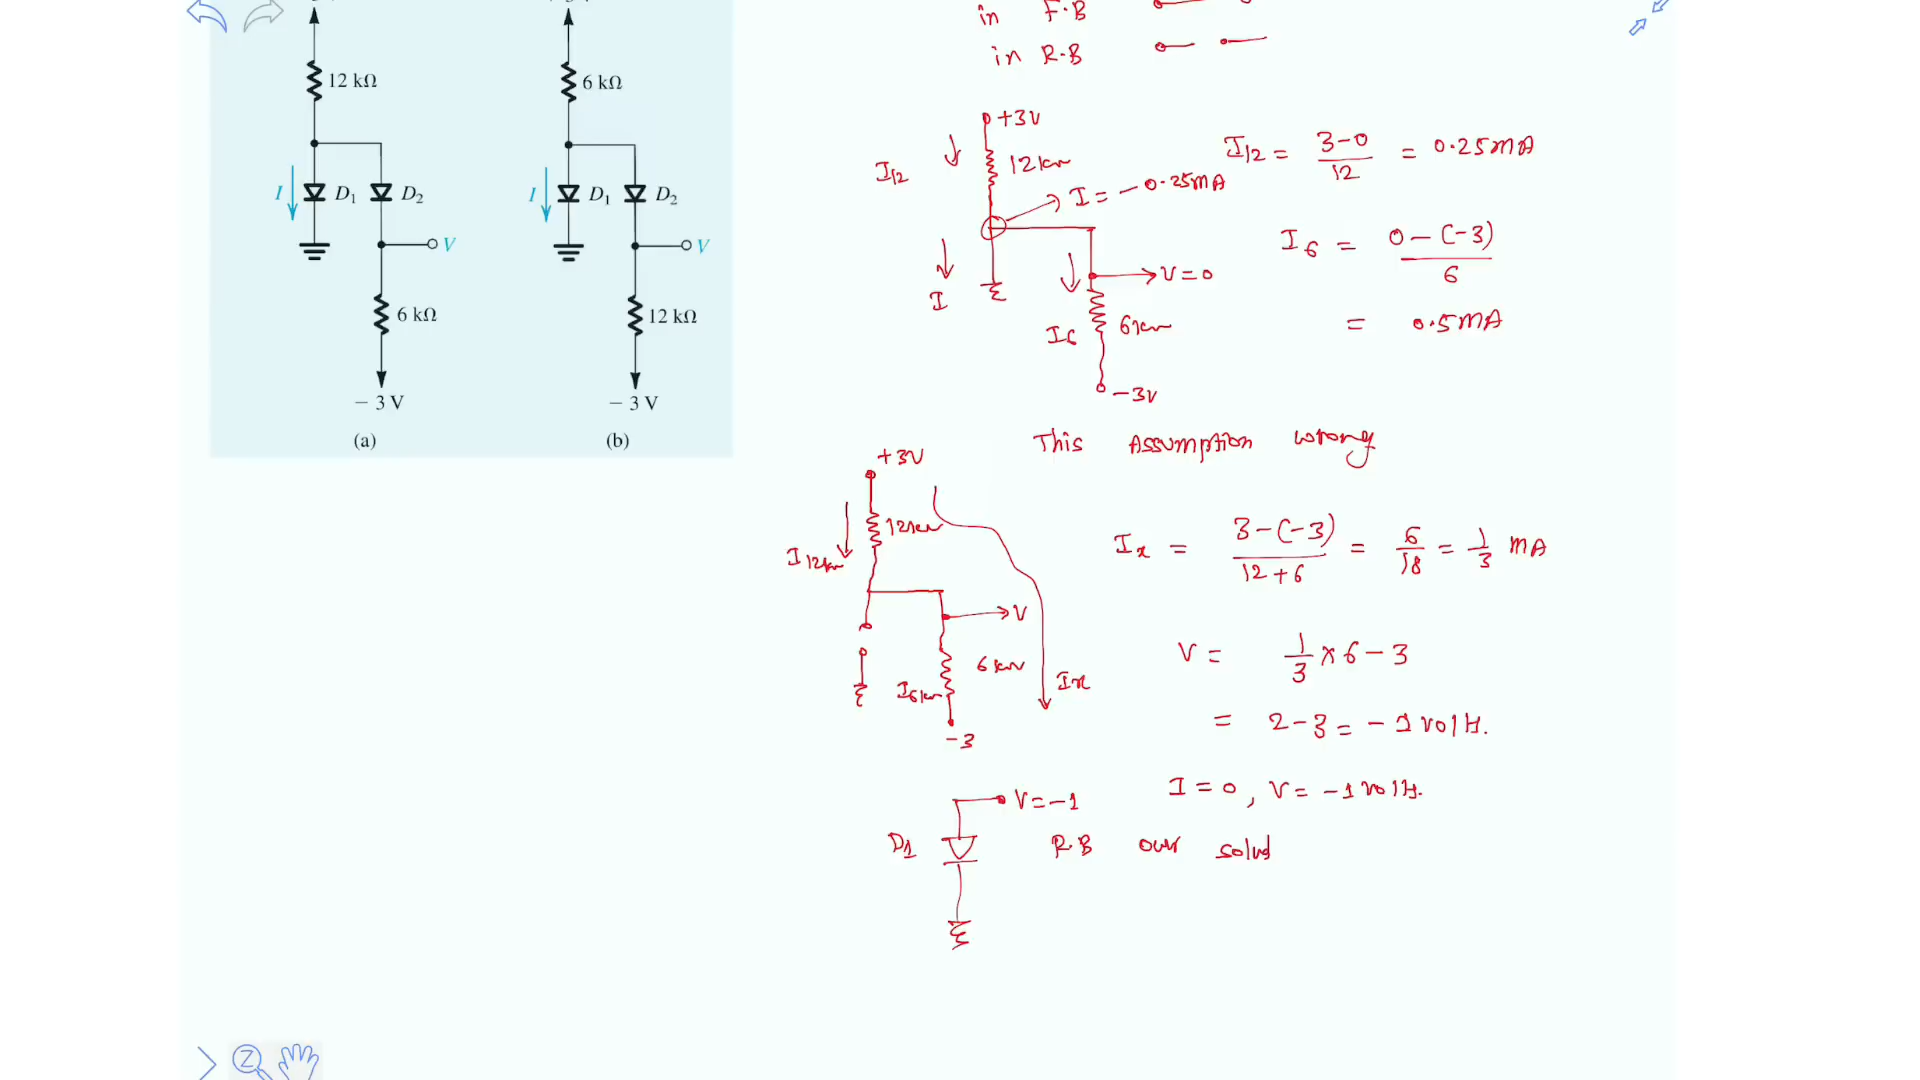 12 kΩ
6 kΩ
I
D1
D2
I
D1
D2
V
V
6 kΩ
12 kΩ
− 3 V
− 3 V
(a)
(b)
in F·B
in R·B
+3V
I12
12kΩ
I12 = 3-0/12 = 0.25mA
I = -0.25mA
I6 = 0-(-3)/6
V=0
I
I6
6kΩ
= 0.5mA
-3V
This Assumption wrong
+3V
12kΩ
I12kΩ
Ix = 3-(-3)/12+6 = 6/18 = 1/3 mA
V
6kΩ
V = 1/3 × 6 - 3
I6kΩ
Ix
-3
= 2-3 = -1 volt.
I = 0, V = -1 volt.
V=-1
D1
R·B our
Z